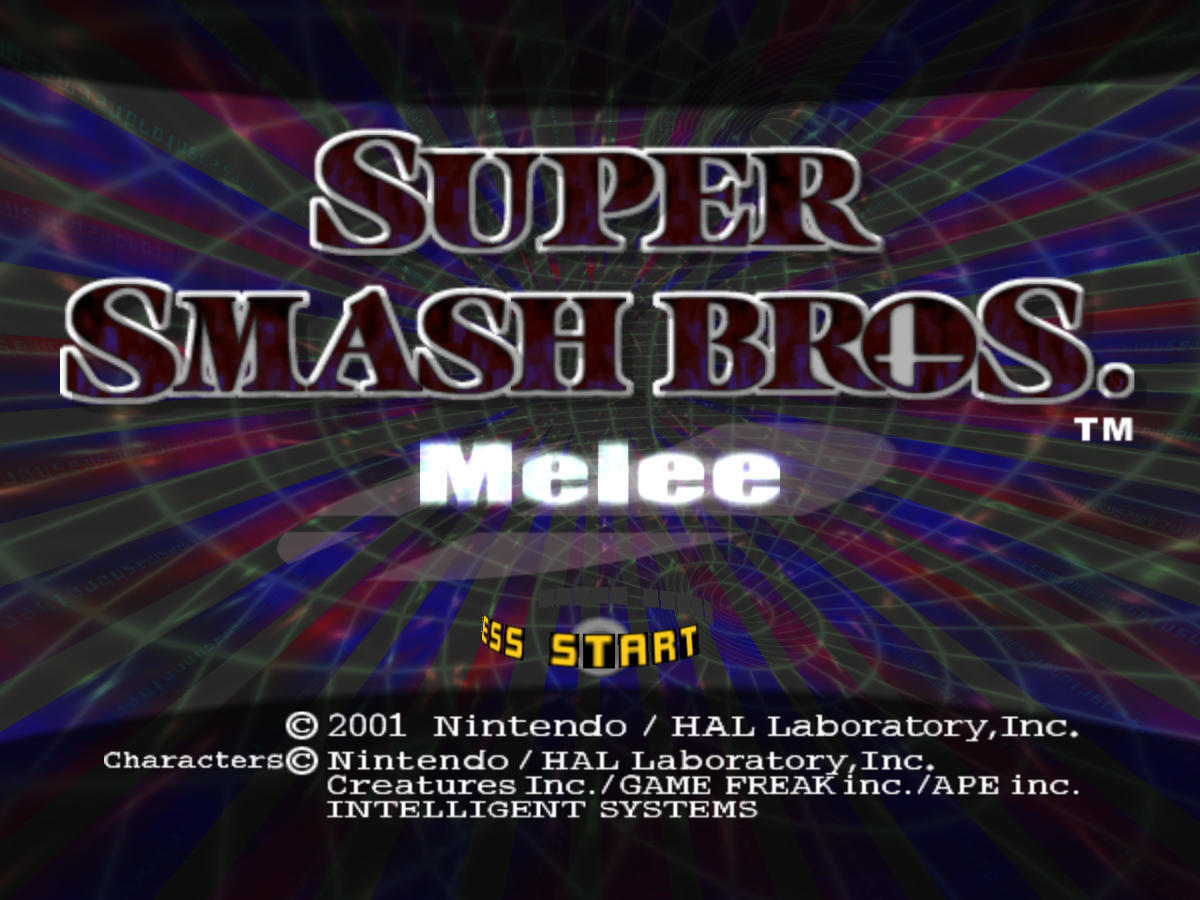 SUPER
SMASH BROS.
TM
Melee
ESS START
© 2001 Nintendo / HAL Laboratory,Inc.
Characters © Nintendo / HAL Laboratory,Inc.
Creatures Inc./GAME FREAK inc./APE inc.
INTELLIGENT SYSTEMS